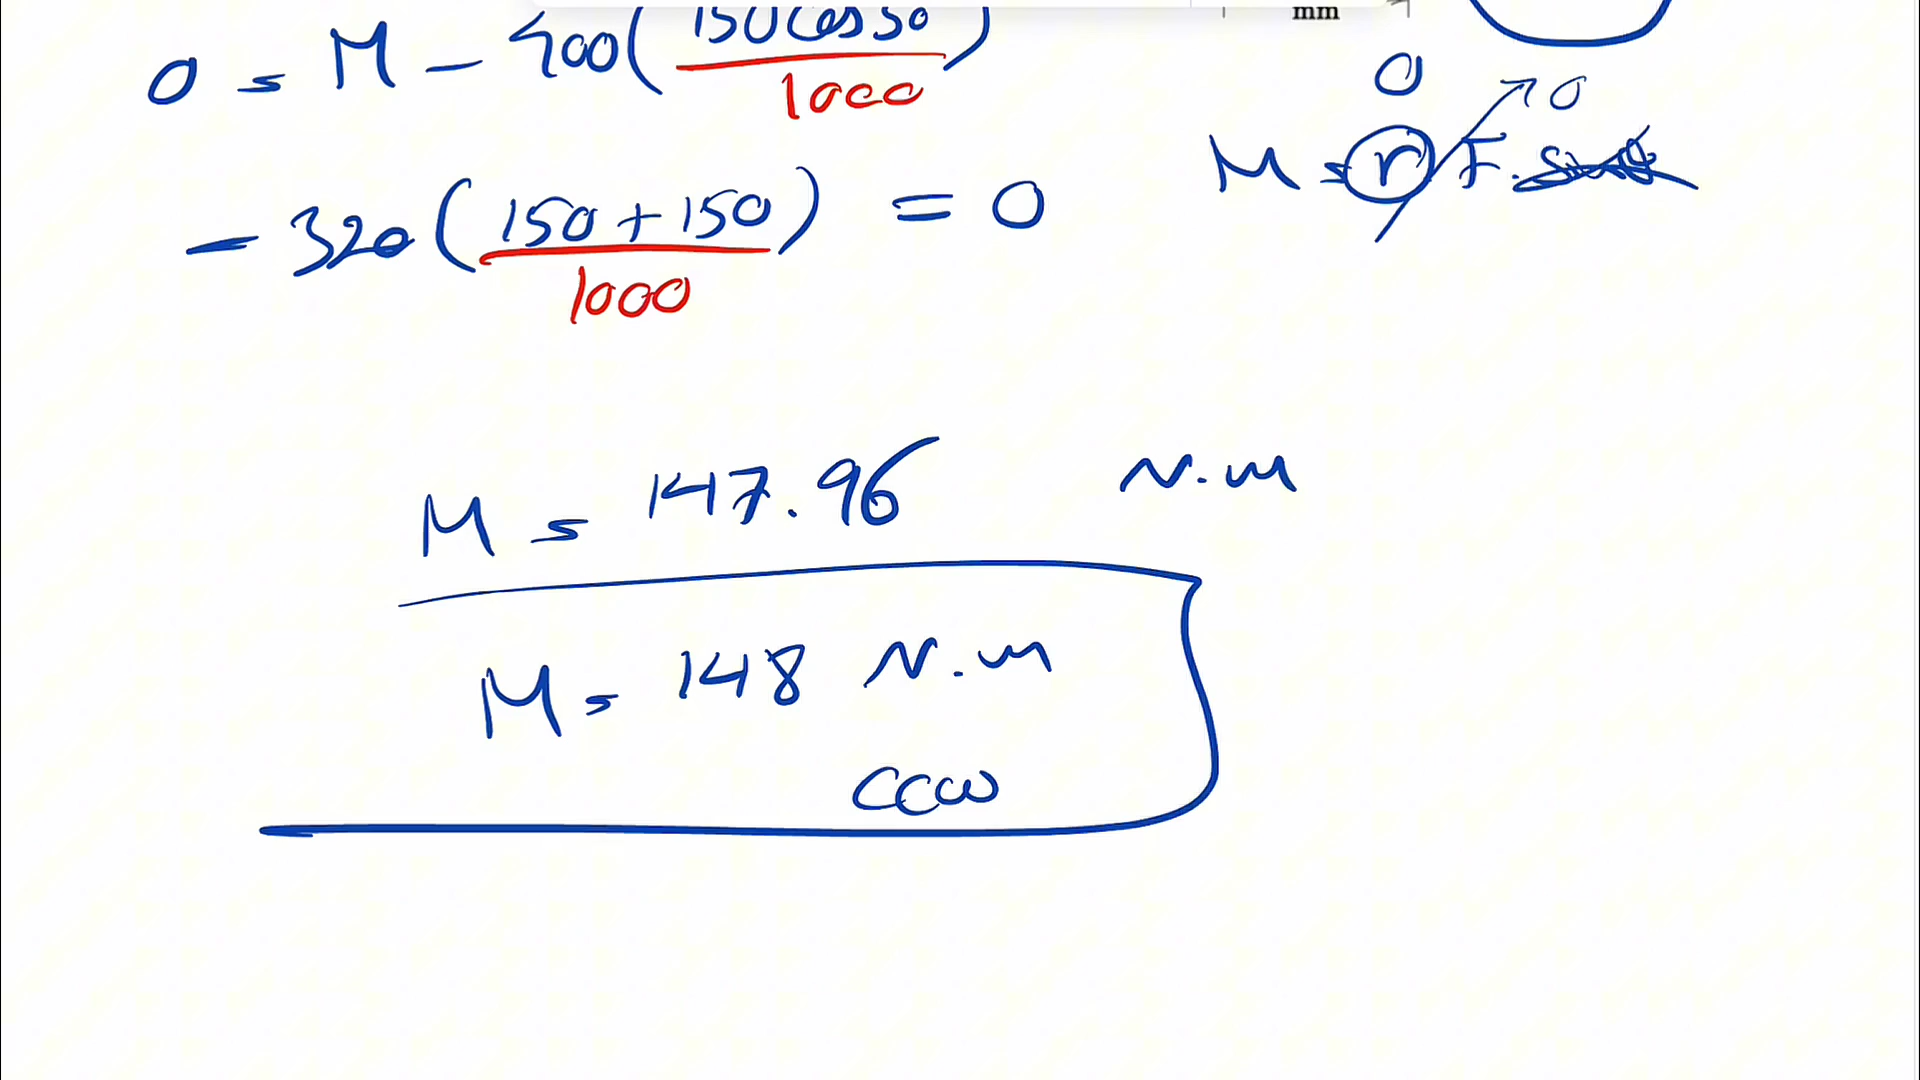 mm
0 = M - 400(150 cos 30 / 1000)
- 320(150 + 150 / 1000) = 0
0
M = r F.
0
M = 147.96 N.m
M = 148 N.m
CCW